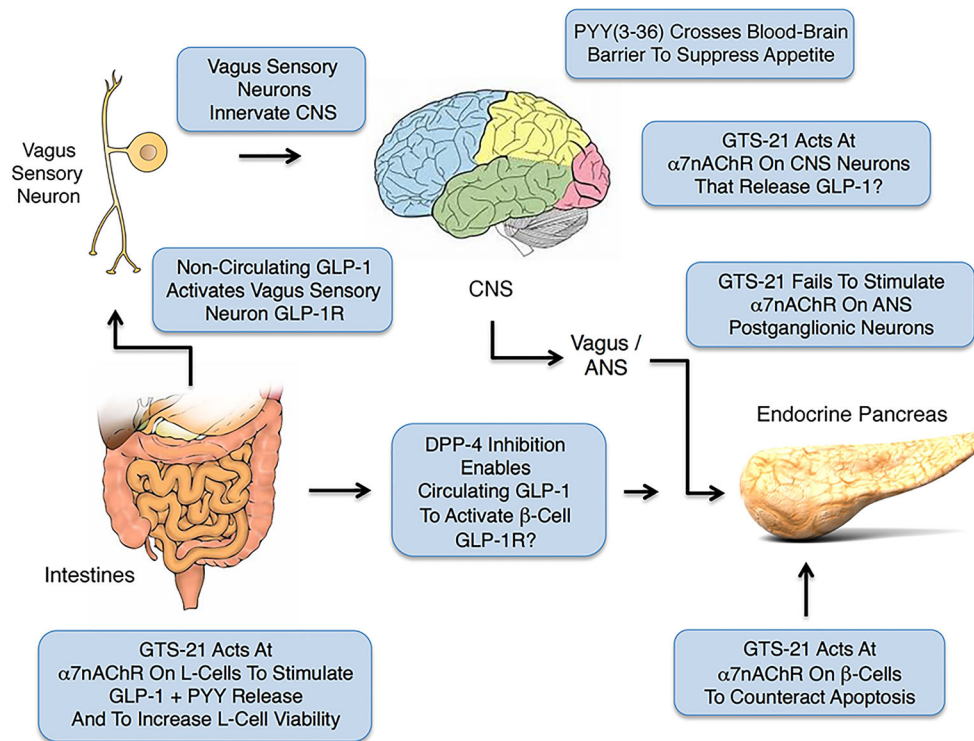 PYY(3-36) Crosses Blood-Brain
Barrier To Suppress Appetite
Vagus Sensory
Neurons
Innervate CNS
Vagus
Sensory
Neuron
GTS-21 Acts At
α7nAChR On CNS Neurons
That Release GLP-1?
Non-Circulating GLP-1
Activates Vagus Sensory
Neuron GLP-1R
CNS
GTS-21 Fails To Stimulate
α7nAChR On ANS
Postganglionic Neurons
Vagus /
ANS
Endocrine Pancreas
DPP-4 Inhibition
Enables
Circulating GLP-1
To Activate β-Cell
GLP-1R?
Intestines
GTS-21 Acts At
α7nAChR On L-Cells To Stimulate
GLP-1 + PYY Release
And To Increase L-Cell Viability
GTS-21 Acts At
α7nAChR On β-Cells
To Counteract Apoptosis